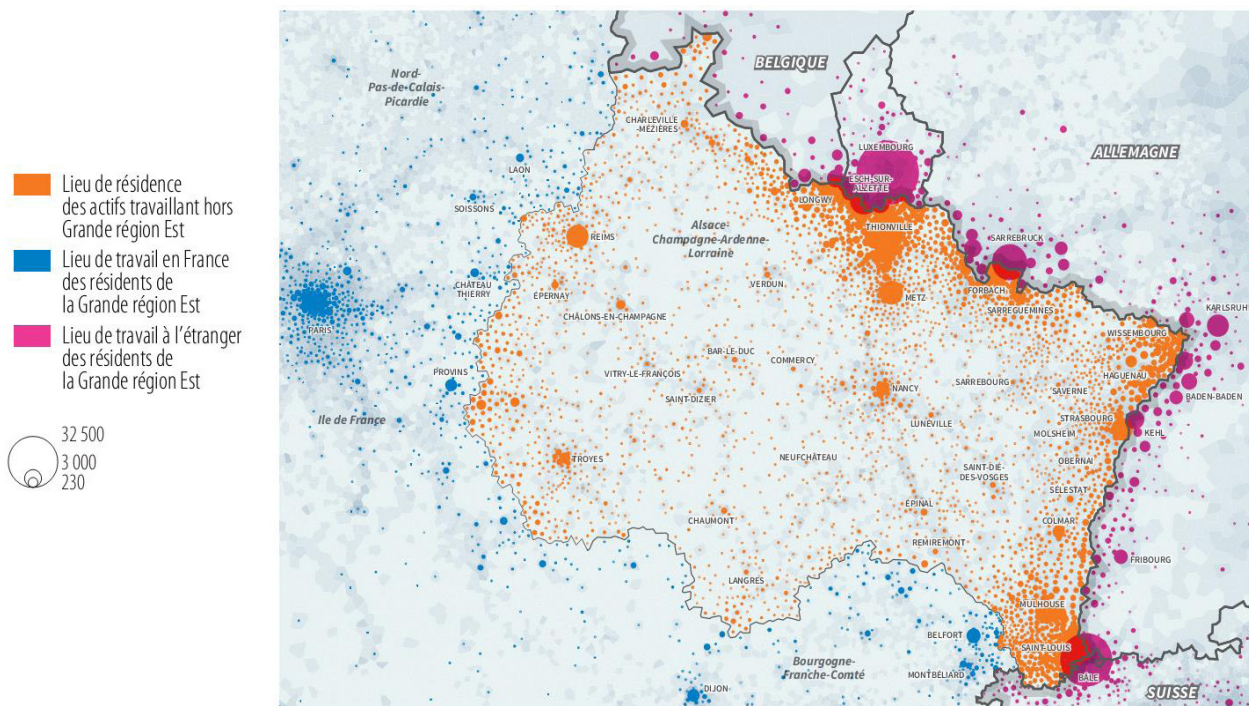 Lieu de résidence
des actifs travaillant hors
Grande région Est
Lieu de travail en France
des résidents de
la Grande région Est
Lieu de travail à l'étranger
des résidents de
la Grande région Est
32 500
3 000
230
Nord-
Pas-de-Calais-
Picardie
BELGIQUE
CHARLEVILLE
-MÉZIÈRES
LUXEMBOURG
ALLEMAGNE
LAON
ESCH-SUR-
ALZETTE
SOISSONS
LONGWY
THIONVILLE
REIMS
Alsace-
Champagne-Ardenne-
Lorraine
SARREBRUCK
CHÂTEAU
THIERRY
ÉPERNAY
VERDUN
METZ
FORBACH
SARREGUEMINES
KARLSRUH
PARIS
CHÂLONS-EN-CHAMPAGNE
WISSEMBOURG
BAR-LE-DUC
COMMERCY
PROVINS
VITRY-LE-FRANÇOIS
NANCY
SARREBOURG
HAGUENAU
SAINT-DIZIER
SAVERNE
BADEN-BADEN
Ile de France
LUNÉVILLE
STRASBOURG
MOLSHEIM
KEHL
TROYES
NEUFCHÂTEAU
OBERNAI
SAINT-DIÉ-
DES-VOSGES
SÉLESTAT
ÉPINAL
CHAUMONT
COLMAR
REMIREMONT
FRIBOURG
LANGRES
MULHOUSE
BELFORT
SAINT-LOUIS
Bourgogne-
Franche-Comté
MONTBÉLIARD
BÂLE
DIJON
SUISSE